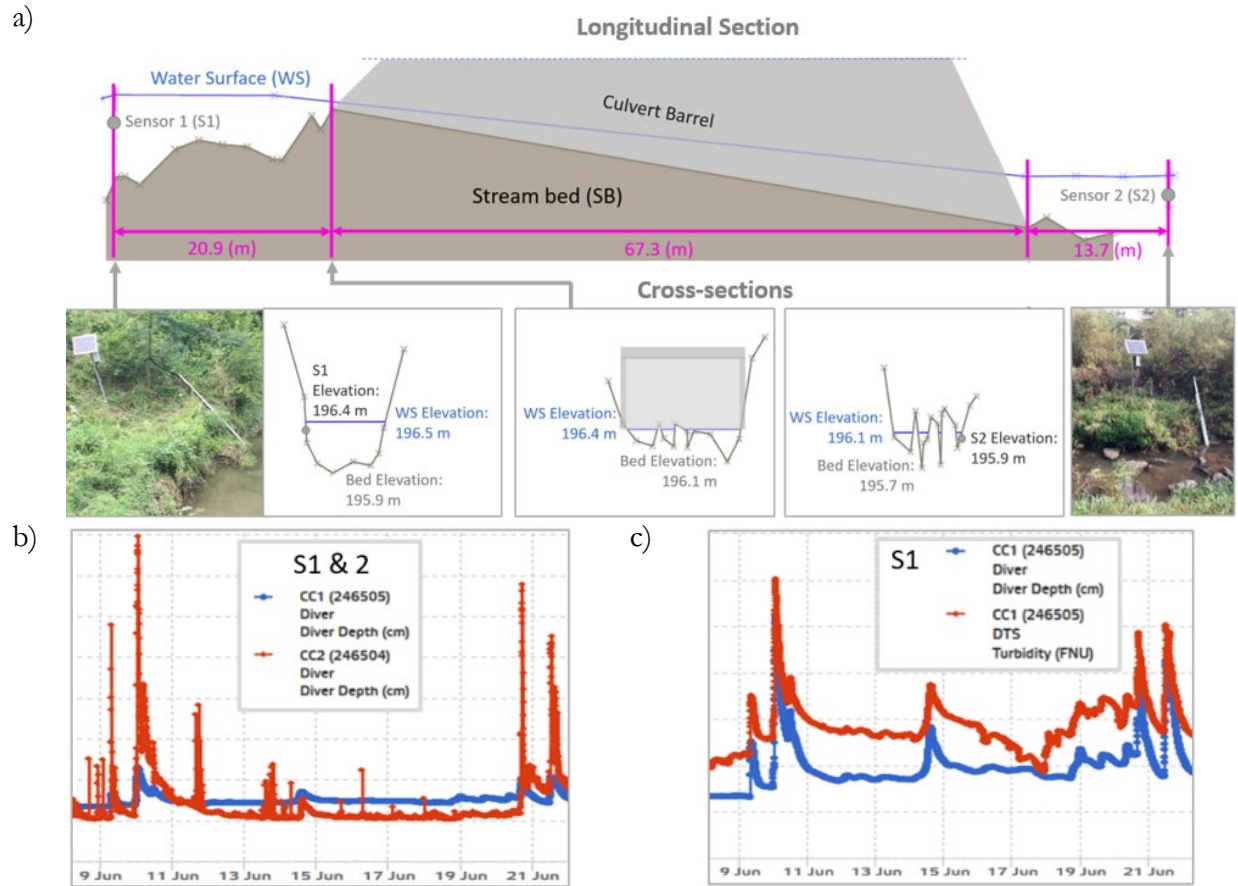 a)
Longitudinal Section
Water Surface (WS)
Sensor 1 (S1)
Culvert Barrel
Stream bed (SB)
Sensor 2 (S2)
20.9 (m)
67.3 (m)
13.7 (m)
Cross-sections
S1
Elevation:
196.4 m
WS Elevation:
196.5 m
Bed Elevation:
195.9 m
WS Elevation:
196.4 m
Bed Elevation:
196.1 m
WS Elevation:
196.1 m
Bed Elevation:
195.7 m
S2 Elevation:
195.9 m
b)
S1 & 2
CC1 (246505)
Diver
Diver Depth (cm)
CC2 (246504)
Diver
Diver Depth (cm)
9 Jun 11 Jun 13 Jun 15 Jun 17 Jun 19 Jun 21 Jun
c)
S1
CC1 (246505)
Diver
Diver Depth (cm)
CC1 (246505)
DTS
Turbidity (FNU)
9 Jun 11 Jun 13 Jun 15 Jun 17 Jun 19 Jun 21 Jun